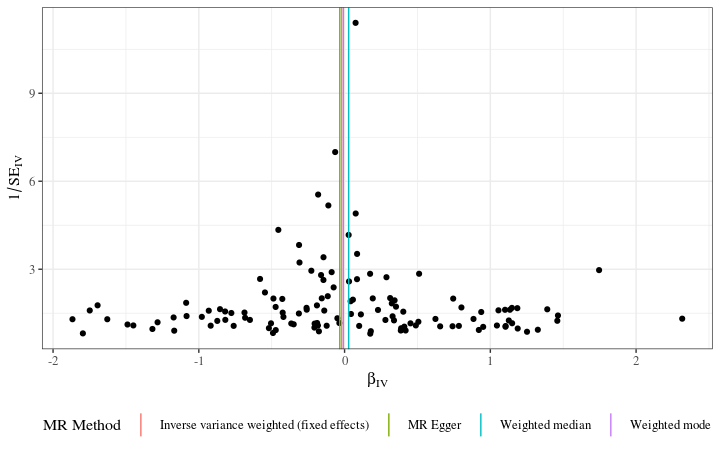 9
6
3
1/SE_IV
-2 -1 0 1 2
β_IV
MR Method Inverse variance weighted (fixed effects) MR Egger Weighted median Weighted mode